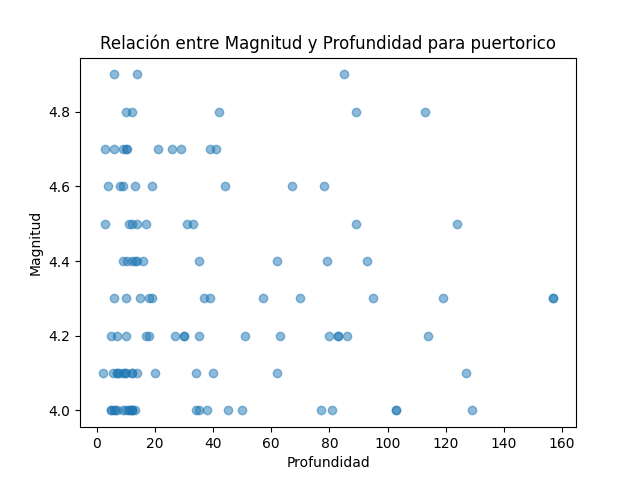 Relación entre Magnitud y Profundidad para puertorico
4.8
4.6
4.4
4.2
4.0
Magnitud
0 20 40 60 80 100 120 140 160
Profundidad